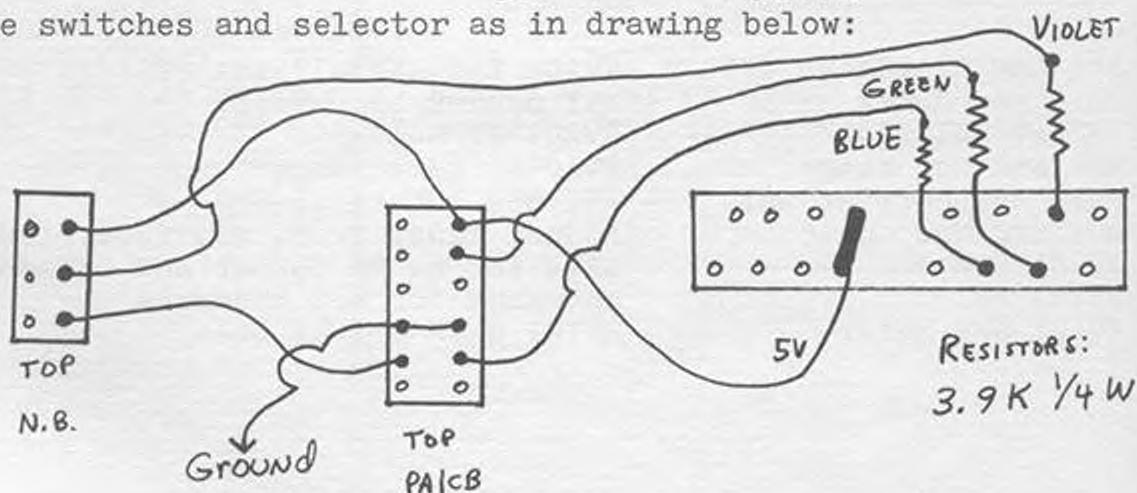 e switches and selector as in drawing below:
VIOLET
GREEN
BLUE
5V
RESISTORS:
3.9K 1/4 W
TOP
N.B.
Ground
TOP
PA/CB